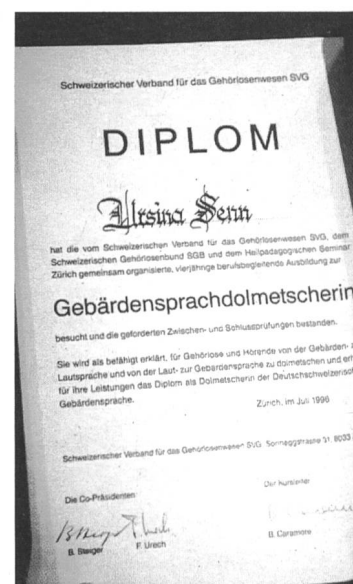 Schweizerischer Verband für das Gehörlosenwesen SVG
DIPLOM
Ursina Senn
hat die vom Schweizerischen Verband für das Gehörlosenwesen SVG, dem
Schweizerischen Gehörlosenbund SGB und dem Heilpädagogischen Seminar
Zürich gemeinsam organisierte, vierjährige berufsbegleitende Ausbildung zur
Gebärdensprachdolmetscherin
besucht und die geforderten Zwischen- und Schlussprüfungen bestanden.
Sie wird als befähigt erklärt, für Gehörlose und Hörende von der Gebärden-
Lautsprache und von der Laut- zur Gebärdensprache zu dolmetschen und
für ihre Leistungen das Diplom als Dolmetscherin der
Gebärdensprache.
Zürich, im Juli 1996
Schweizerischer Verband für das Gehörlosenwesen SVG, Sonneggstrasse 31, 8033
Die Co-Präsidenten:
Der Kursleiter
B. Steiger F. Urech
B. Caramore